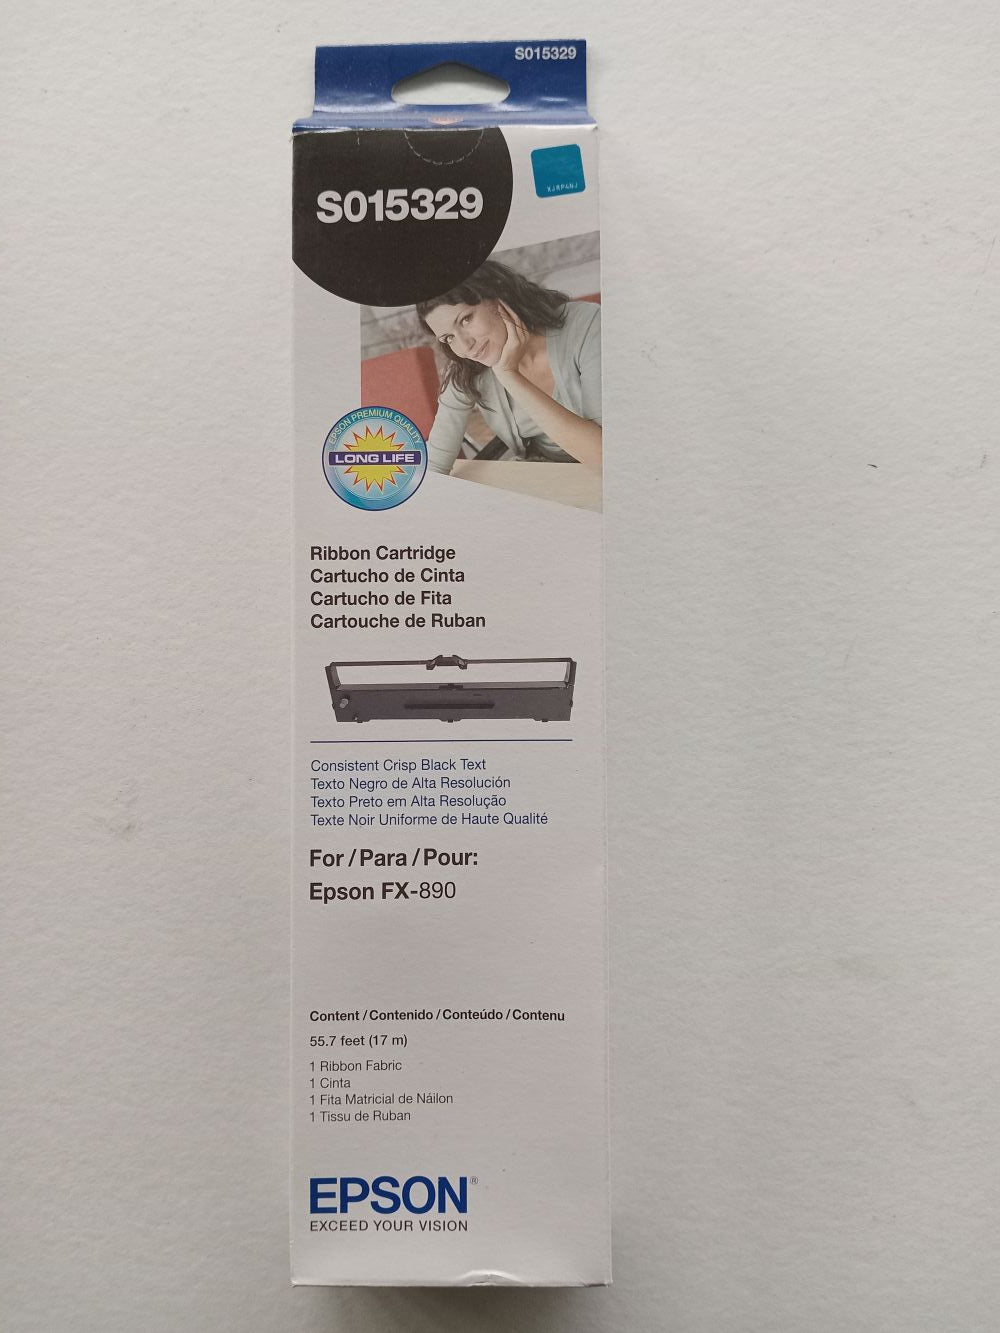 S015329
S015329
XJRP4NJ
EPSON PREMIUM QUALITY
LONG LIFE
Ribbon Cartridge
Cartucho de Cinta
Cartucho de Fita
Cartouche de Ruban
Consistent Crisp Black Text
Texto Negro de Alta Resolución
Texto Preto em Alta Resolução
Texte Noir Uniforme de Haute Qualité
For / Para / Pour:
Epson FX-890
Content / Contenido / Conteúdo / Contenu
55.7 feet (17 m)
1 Ribbon Fabric
1 Cinta
1 Fita Matricial de Náilon
1 Tissu de Ruban
EPSON®
EXCEED YOUR VISION